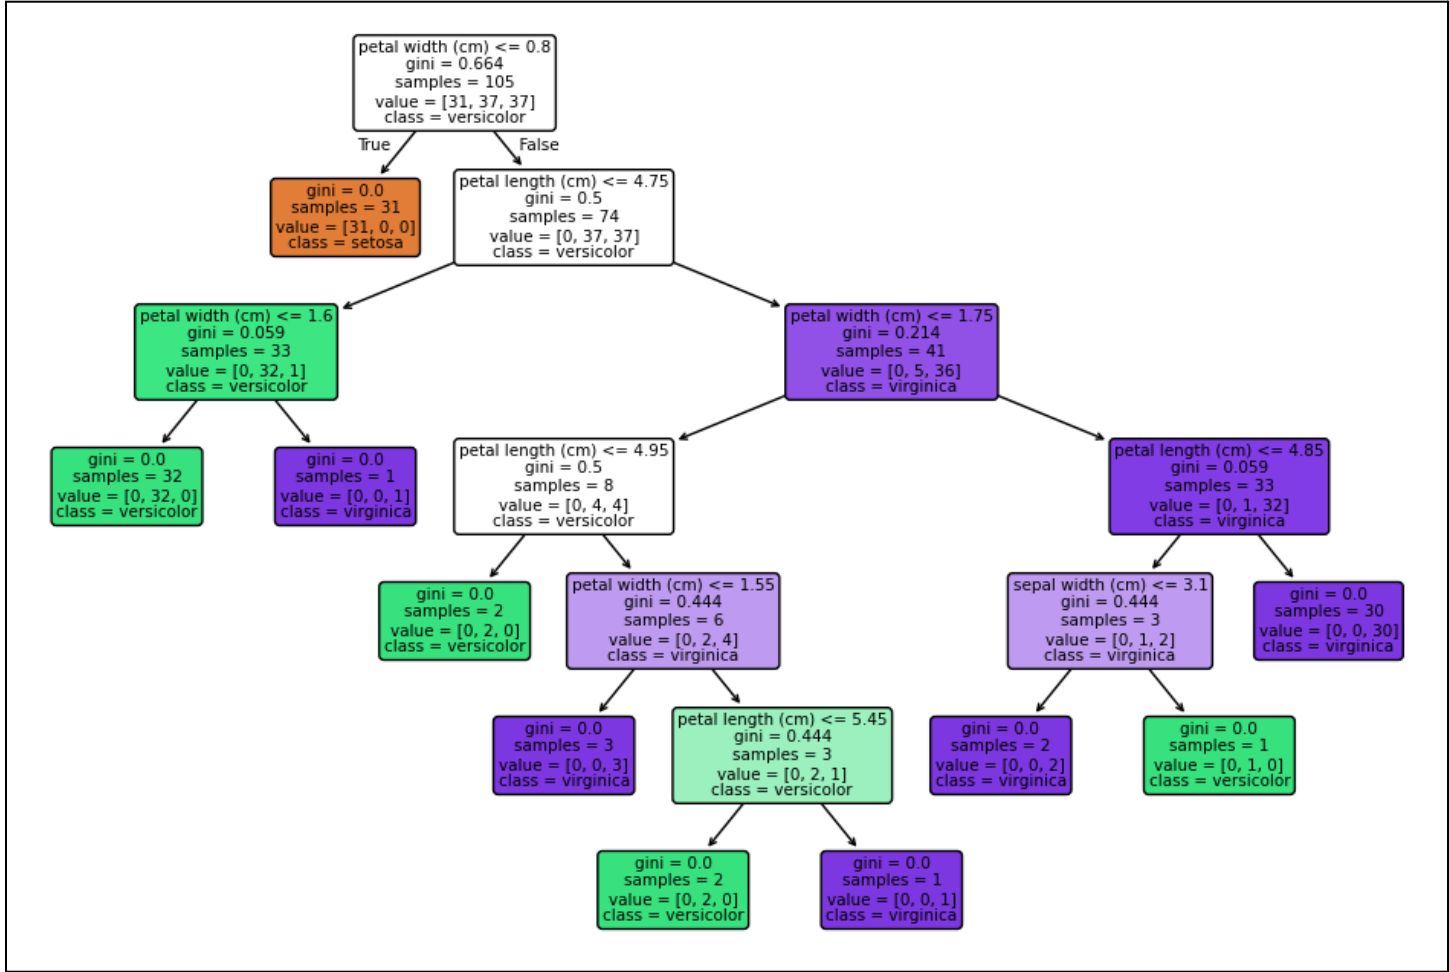 petal width (cm) <= 0.8
gini = 0.664
samples = 105
value = [31, 37, 37]
class = versicolor
True
False
gini = 0.0
samples = 31
value = [31, 0, 0]
class = setosa
petal length (cm) <= 4.75
gini = 0.5
samples = 74
value = [0, 37, 37]
class = versicolor
petal width (cm) <= 1.6
gini = 0.059
samples = 33
value = [0, 32, 1]
class = versicolor
petal width (cm) <= 1.75
gini = 0.214
samples = 41
value = [0, 5, 36]
class = virginica
gini = 0.0
samples = 32
value = [0, 32, 0]
class = versicolor
gini = 0.0
samples = 1
value = [0, 0, 1]
class = virginica
petal length (cm) <= 4.95
gini = 0.5
samples = 8
value = [0, 4, 4]
class = versicolor
petal length (cm) <= 4.85
gini = 0.059
samples = 33
value = [0, 1, 32]
class = virginica
gini = 0.0
samples = 2
value = [0, 2, 0]
class = versicolor
petal width (cm) <= 1.55
gini = 0.444
samples = 6
value = [0, 2, 4]
class = virginica
sepal width (cm) <= 3.1
gini = 0.444
samples = 3
value = [0, 1, 2]
class = virginica
gini = 0.0
samples = 30
value = [0, 0, 30]
class = virginica
gini = 0.0
samples = 3
value = [0, 0, 3]
class = virginica
petal length (cm) <= 5.45
gini = 0.444
samples = 3
value = [0, 2, 1]
class = versicolor
gini = 0.0
samples = 2
value = [0, 0, 2]
class = virginica
gini = 0.0
samples = 1
value = [0, 1, 0]
class = versicolor
gini = 0.0
samples = 2
value = [0, 2, 0]
class = versicolor
gini = 0.0
samples = 1
value = [0, 0, 1]
class = virginica